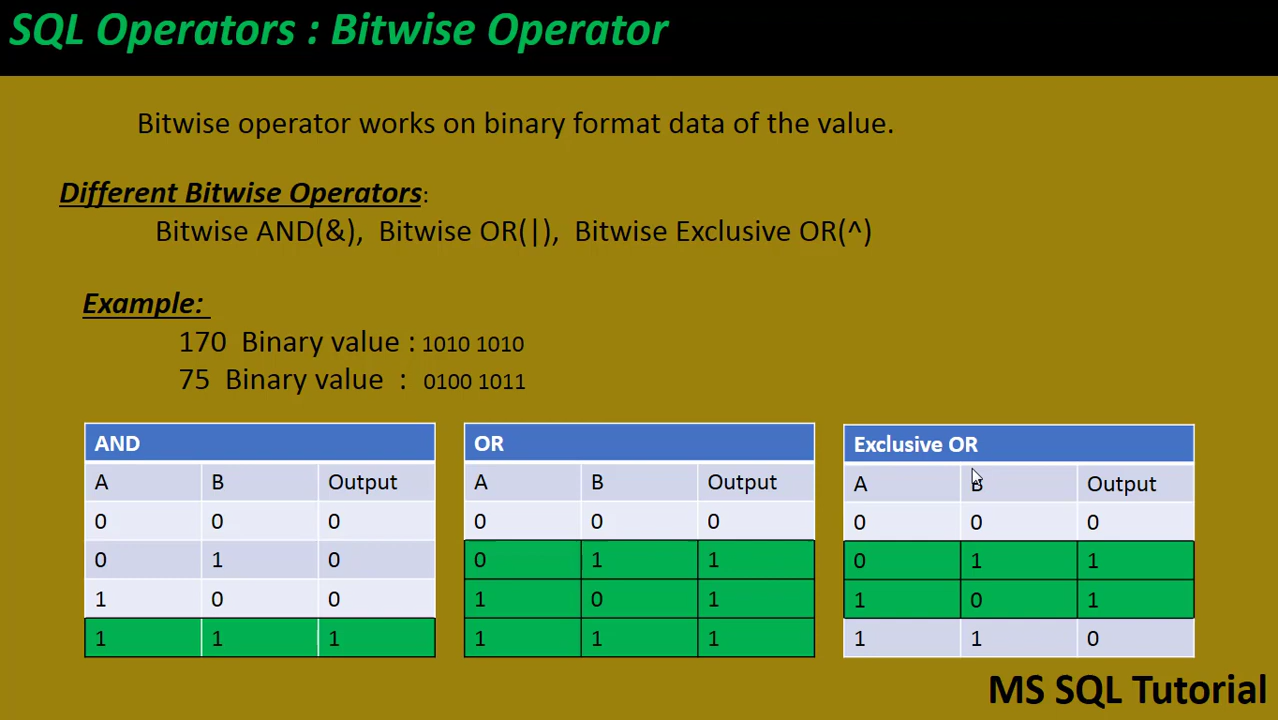 SQL Operators : Bitwise Operator
Bitwise operator works on binary format data of the value.
Different Bitwise Operators:
Bitwise AND(&), Bitwise OR(|), Bitwise Exclusive OR(^)
Example:
170 Binary value : 1010 1010
75 Binary value : 0100 1011
AND
A B Output
0 0 0
0 1 0
1 0 0
1 1 1
OR
A B Output
0 0 0
0 1 1
1 0 1
1 1 1
Exclusive OR
A B Output
0 0 0
0 1 1
1 0 1
1 1 0
MS SQL Tutorial